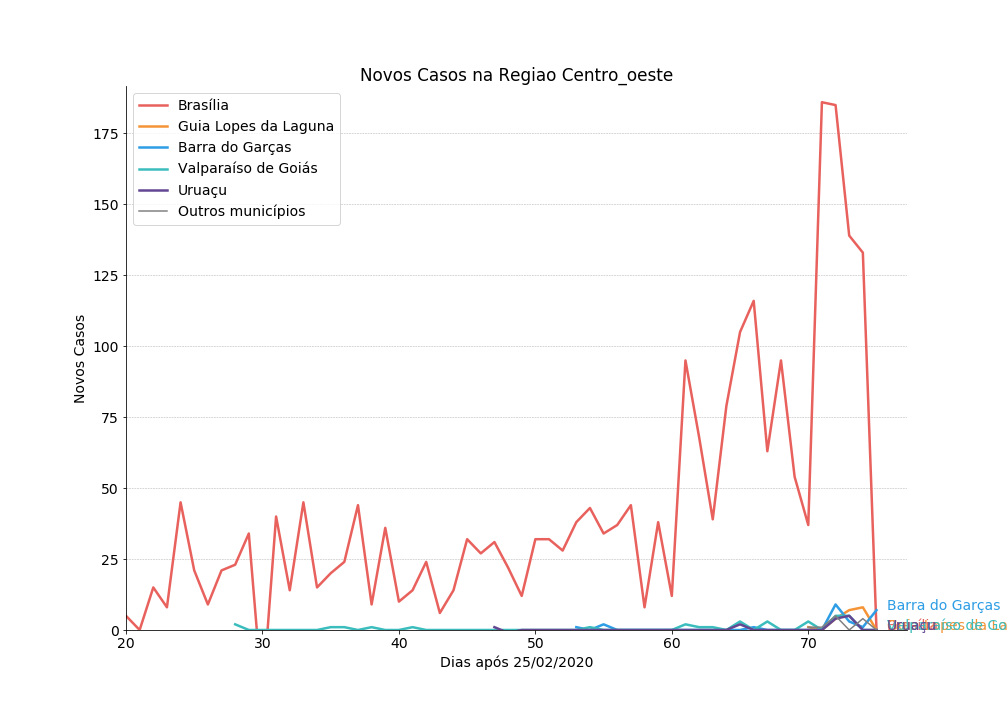 Novos Casos na Regiao Centro_oeste
Brasília
Guia Lopes da Laguna
Barra do Garças
Valparaíso de Goiás
Uruaçu
Outros municípios
175
150
125
100
75
50
25
0
Novos Casos
20
30
40
50
60
70
Dias após 25/02/2020
Barra do Garças